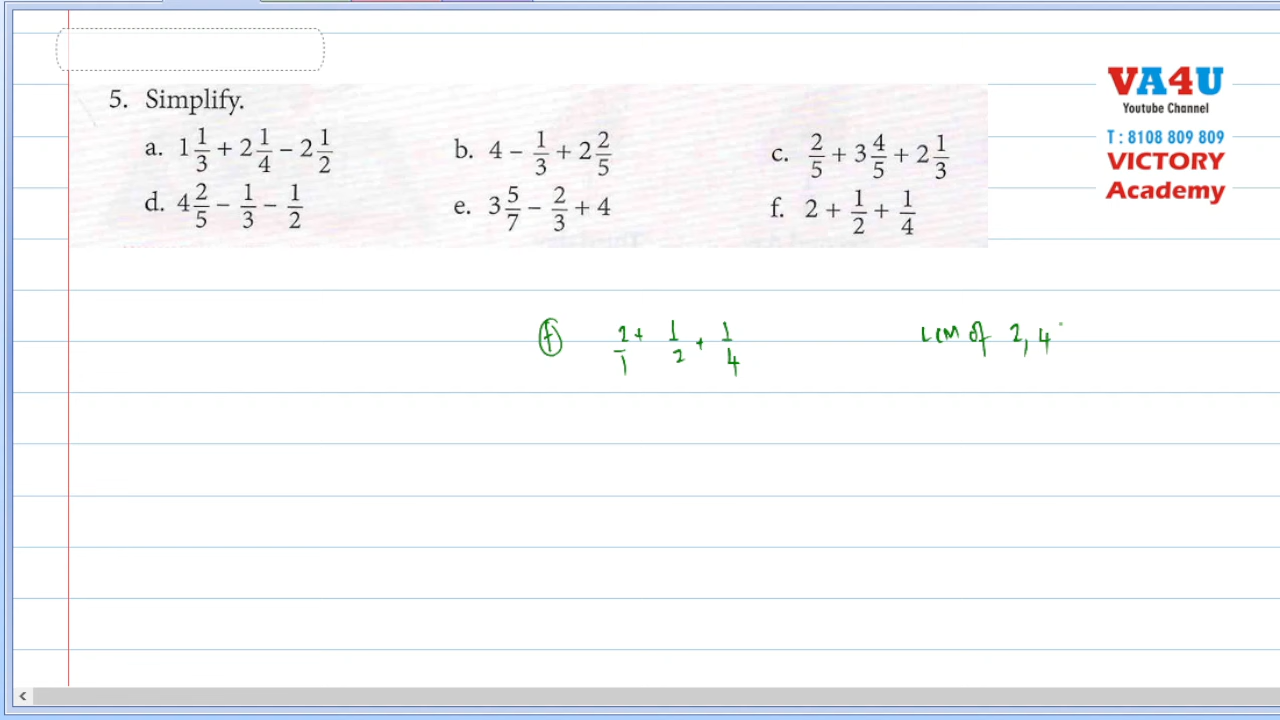 5. Simplify.
a. 1 1/3 + 2 1/4 − 2 1/2 b. 4 − 1/3 + 2 2/5 c. 2/5 + 3 4/5 + 2 1/3
d. 4 2/5 − 1/3 − 1/2 e. 3 5/7 − 2/3 + 4 f. 2 + 1/2 + 1/4
VA4U
Youtube Channel
T : 8108 809 809
VICTORY
Academy
(f) 2/1 + 1/2 + 1/4 LCM of 2, 4